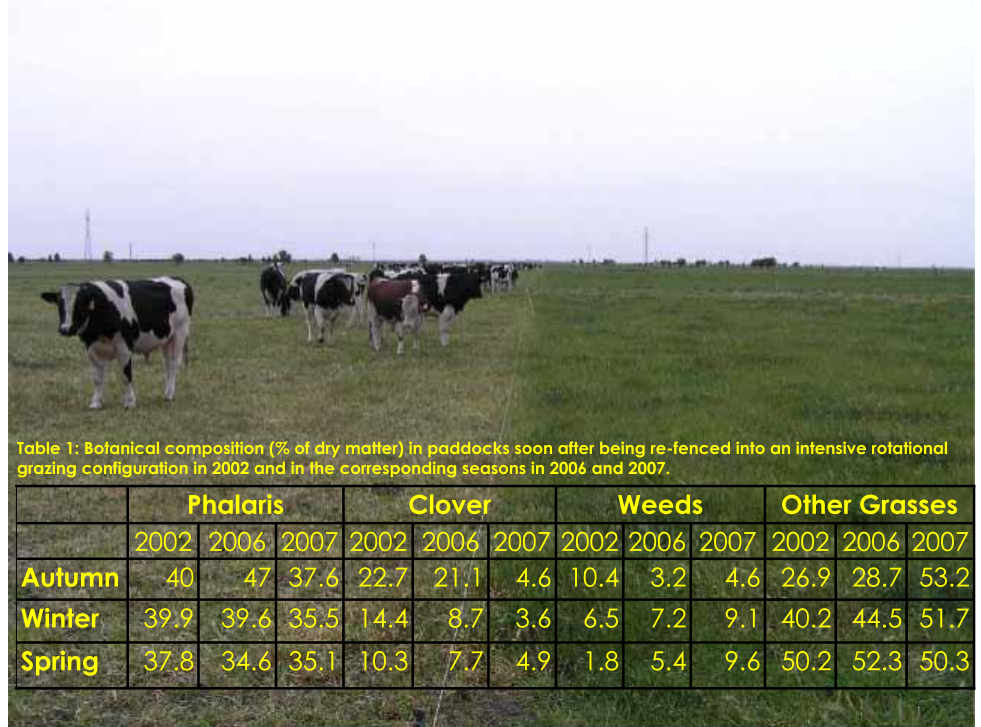 Table 1: Botanical composition (% of dry matter) in paddocks soon after being re-fenced into an intensive rotational
grazing configuration in 2002 and in the corresponding seasons in 2006 and 2007.
Phalaris Clover Weeds Other Grasses
2002 2006 2007 2002 2006 2007 2002 2006 2007 2002 2006 2007
Autumn 40 47 37.6 22.7 21.1 4.6 10.4 3.2 4.6 26.9 28.7 53.2
Winter 39.9 39.6 35.5 14.4 8.7 3.6 6.5 7.2 9.1 40.2 44.5 51.7
Spring 37.8 34.6 35.1 10.3 7.7 4.9 1.8 5.4 9.6 50.2 52.3 50.3